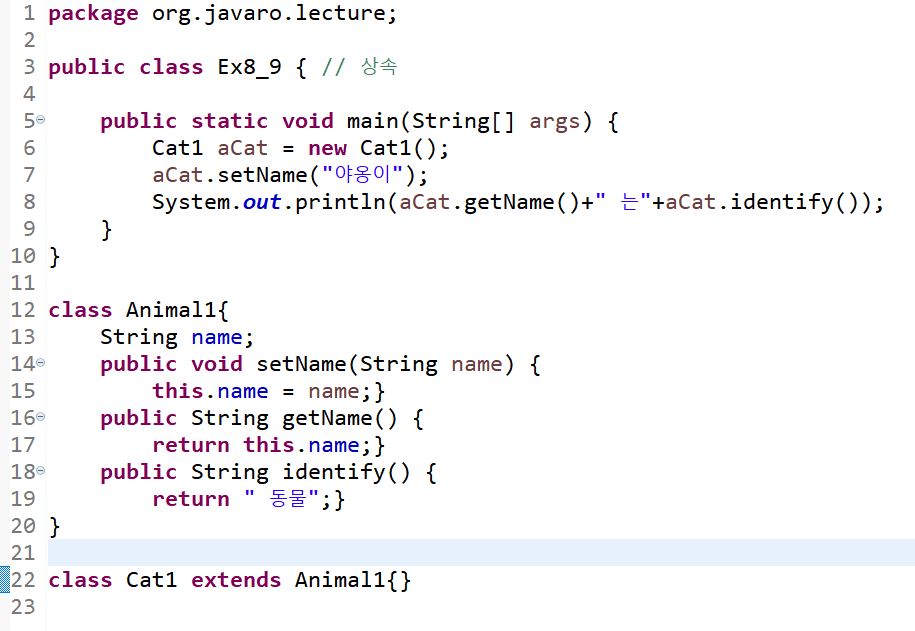 1 package org.javaro.lecture;
2
3 public class Ex8_9 { // 상속
4
5 public static void main(String[] args) {
6 Cat1 aCat = new Cat1();
7 aCat.setName("야옹이");
8 System.out.println(aCat.getName()+" 는"+aCat.identify());
9 }
10 }
11
12 class Animal1{
13 String name;
14 public void setName(String name) {
15 this.name = name;}
16 public String getName() {
17 return this.name;}
18 public String identify() {
19 return " 동물";}
20 }
21
22 class Cat1 extends Animal1{}
23